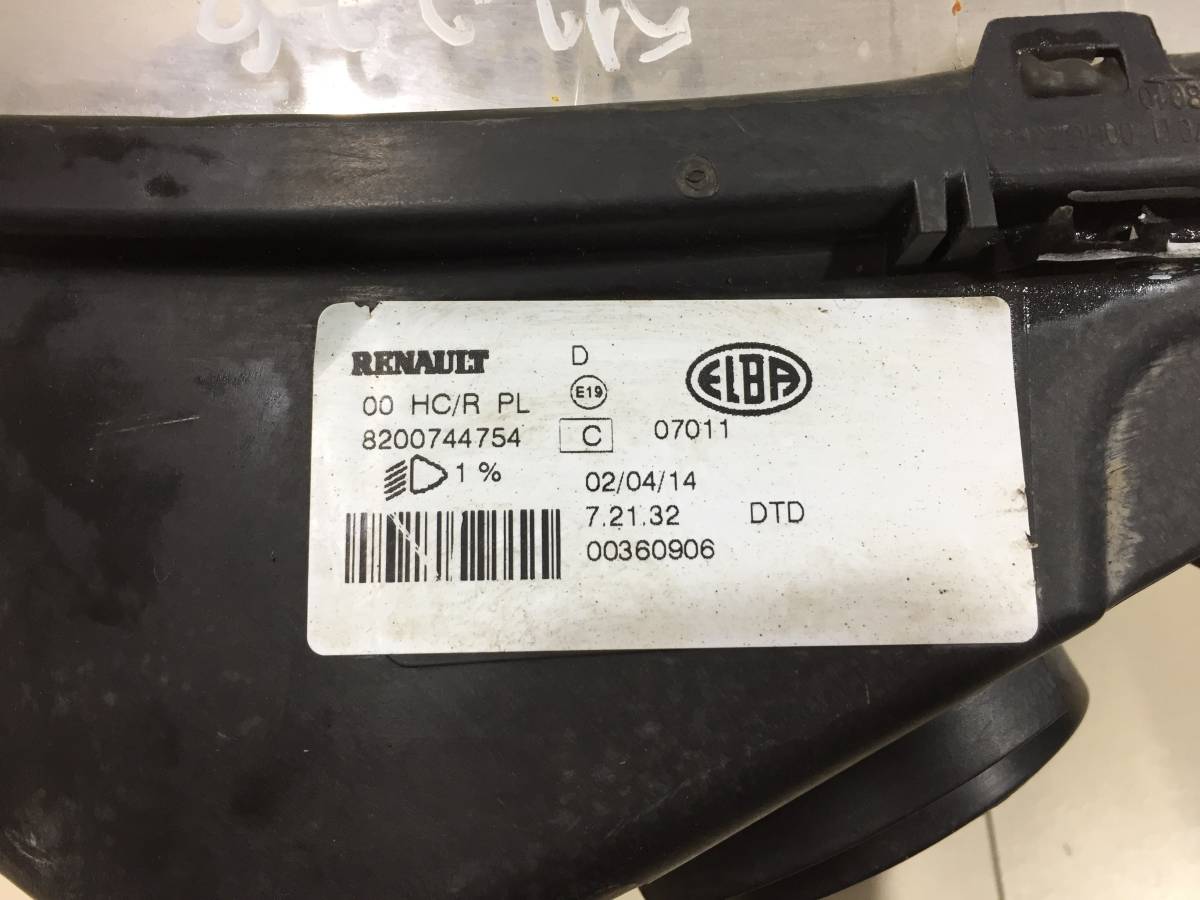 RENAULT D
00 HC/R PL E19 ELBA
8200744754 C 07011
1 % 02/04/14
7.21.32 DTD
00360906